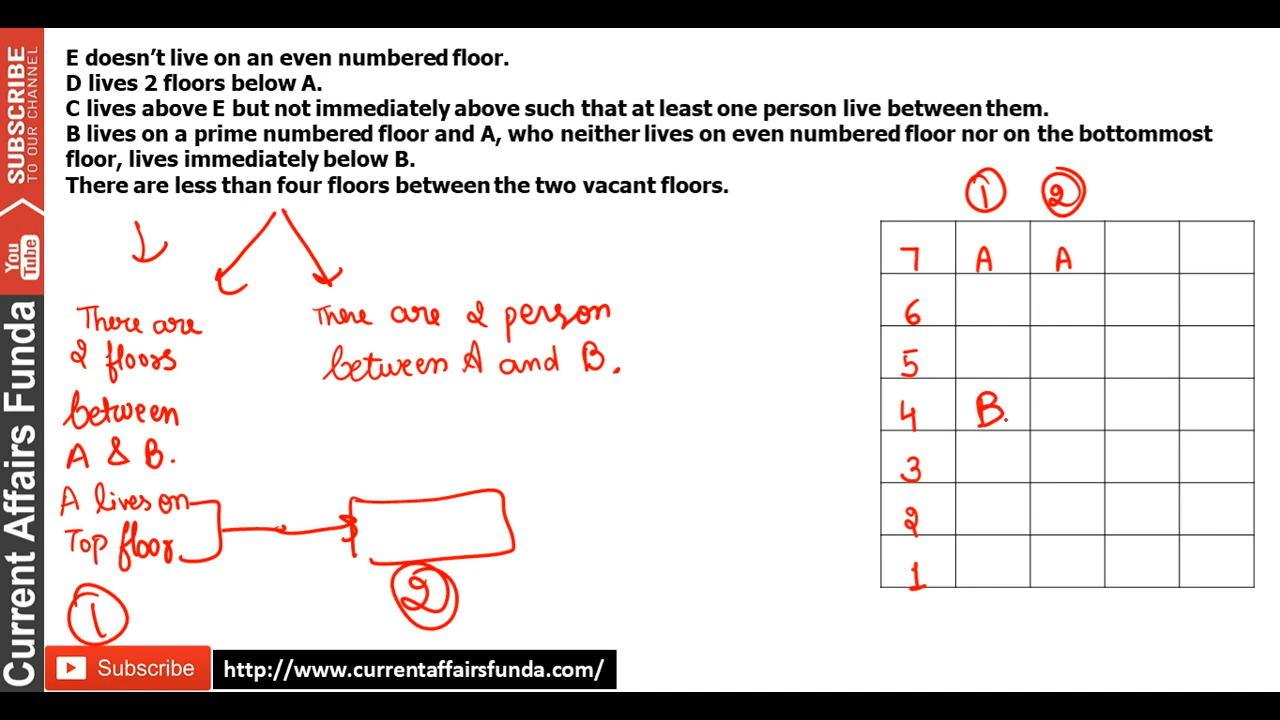 E doesn't live on an even numbered floor.
D lives 2 floors below A.
C lives above E but not immediately above such that at least one person live between them.
B lives on a prime numbered floor and A, who neither lives on even numbered floor nor on the bottommost
floor, lives immediately below B.
There are less than four floors between the two vacant floors.
There are
2 floors
between
A & B.
A lives on
Top floor
1
There are 2 person
between A and B.
2
1 2
7 A A
6
5
4 B.
3
2
1
SUBSCRIBE
TO OUR CHANNEL
You
Tube
Current Affairs Funda
Subscribe
http://www.currentaffairsfunda.com/